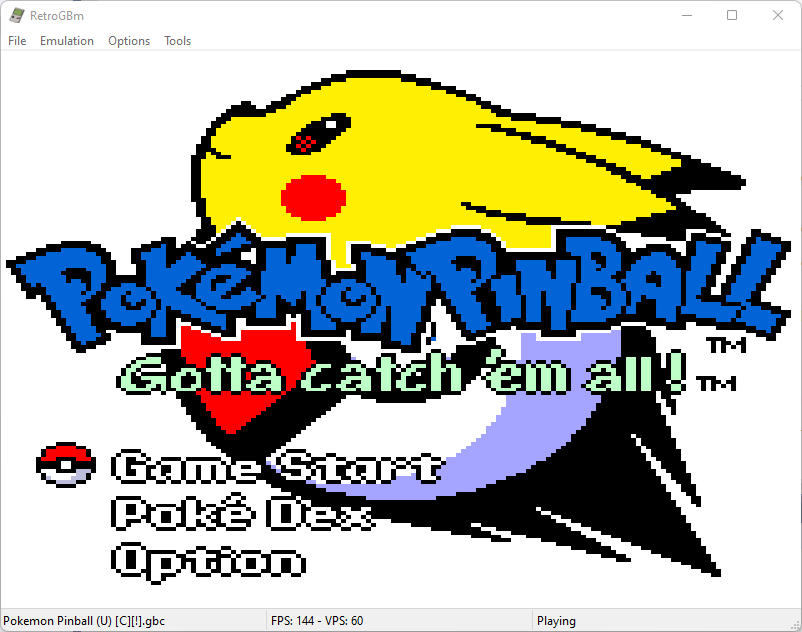 RetroGBm
File Emulation Options Tools
POKéMON PINBALL
TM
Gotta catch 'em all! TM
Game Start
Poké Dex
Option
Pokemon Pinball (U) [C][!].gbc FPS: 144 - VPS: 60 Playing